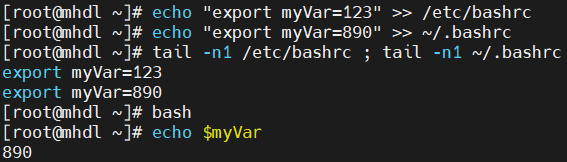 [root@mhdl ~]# echo "export myVar=123" >> /etc/bashrc
[root@mhdl ~]# echo "export myVar=890" >> ~/.bashrc
[root@mhdl ~]# tail -n1 /etc/bashrc ; tail -n1 ~/.bashrc
export myVar=123
export myVar=890
[root@mhdl ~]# bash
[root@mhdl ~]# echo $myVar
890